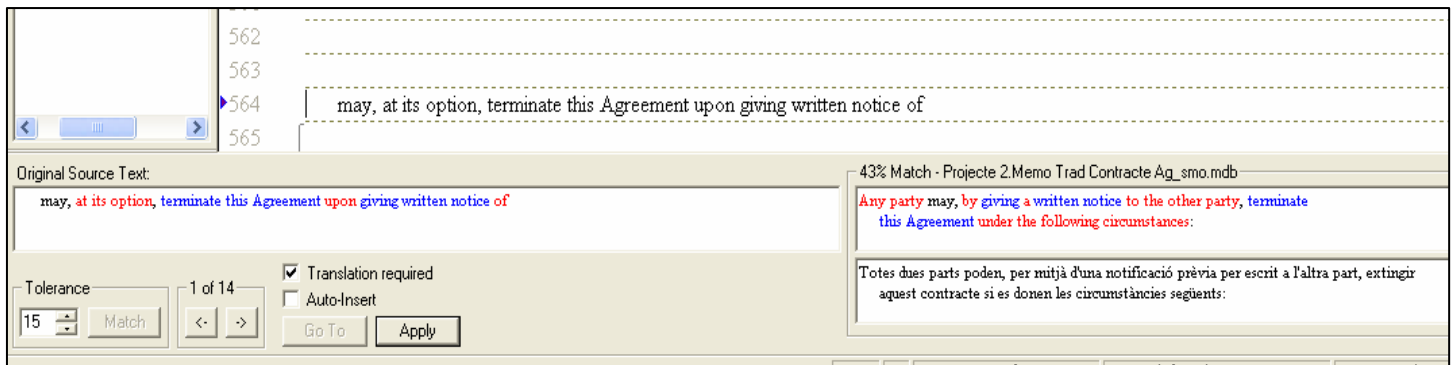 562
563
564 may, at its option, terminate this Agreement upon giving written notice of
565
Original Source Text:
may, at its option, terminate this Agreement upon giving written notice of
Tolerance
15
Match
1 of 14
<-
->
Translation required
Auto-Insert
Go To
Apply
43% Match - Projecte 2.Memo Trad Contracte Ag_smo.mdb
Any party may, by giving a written notice to the other party, terminate
this Agreement under the following circumstances:
Totes dues parts poden, per mitjà d'una notificació prèvia per escrit a l'altra part, extingir
aquest contracte si es donen les circumstàncies següents: